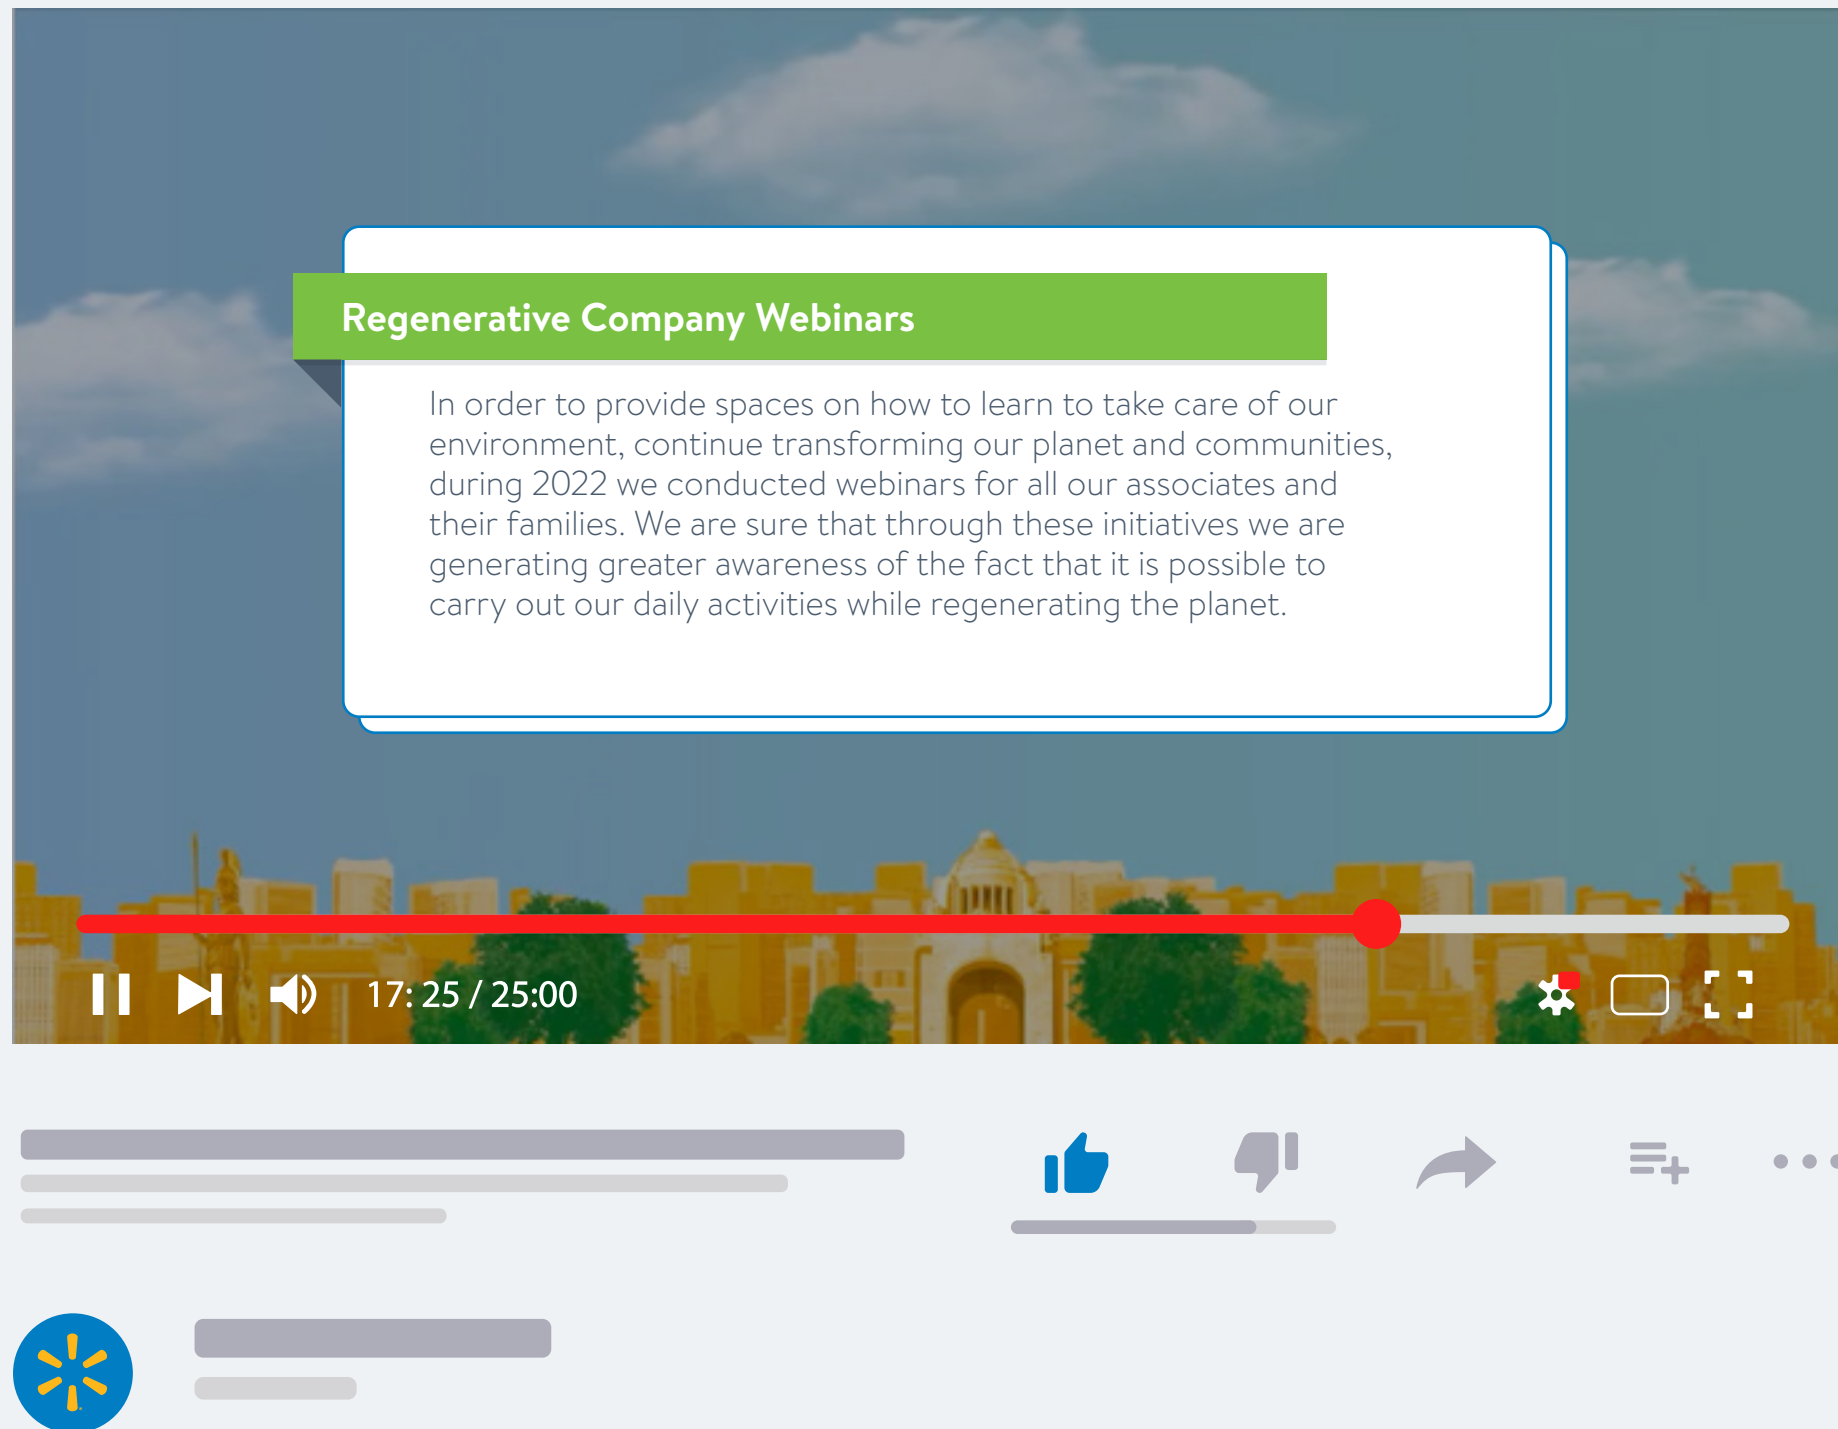 Regenerative Company Webinars
In order to provide spaces on how to learn to take care of our
environment, continue transforming our planet and communities,
during 2022 we conducted webinars for all our associates and
their families. We are sure that through these initiatives we are
generating greater awareness of the fact that it is possible to
carry out our daily activities while regenerating the planet.
17: 25 / 25:00